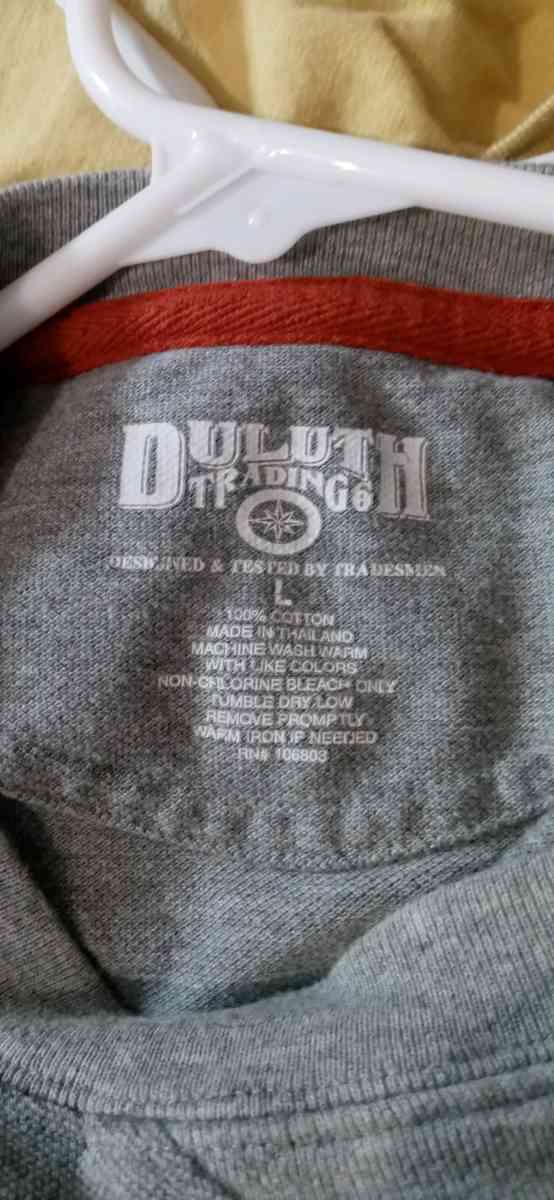 DULUTH
TRADING Co
DESIGNED & TESTED BY TRADESMEN
L
100% COTTON
MADE IN THAILAND
MACHINE WASH WARM
WITH LIKE COLORS
NON-CHLORINE BLEACH ONLY
TUMBLE DRY LOW
REMOVE PROMPTLY
WARM IRON IF NEEDED
RN# 106803